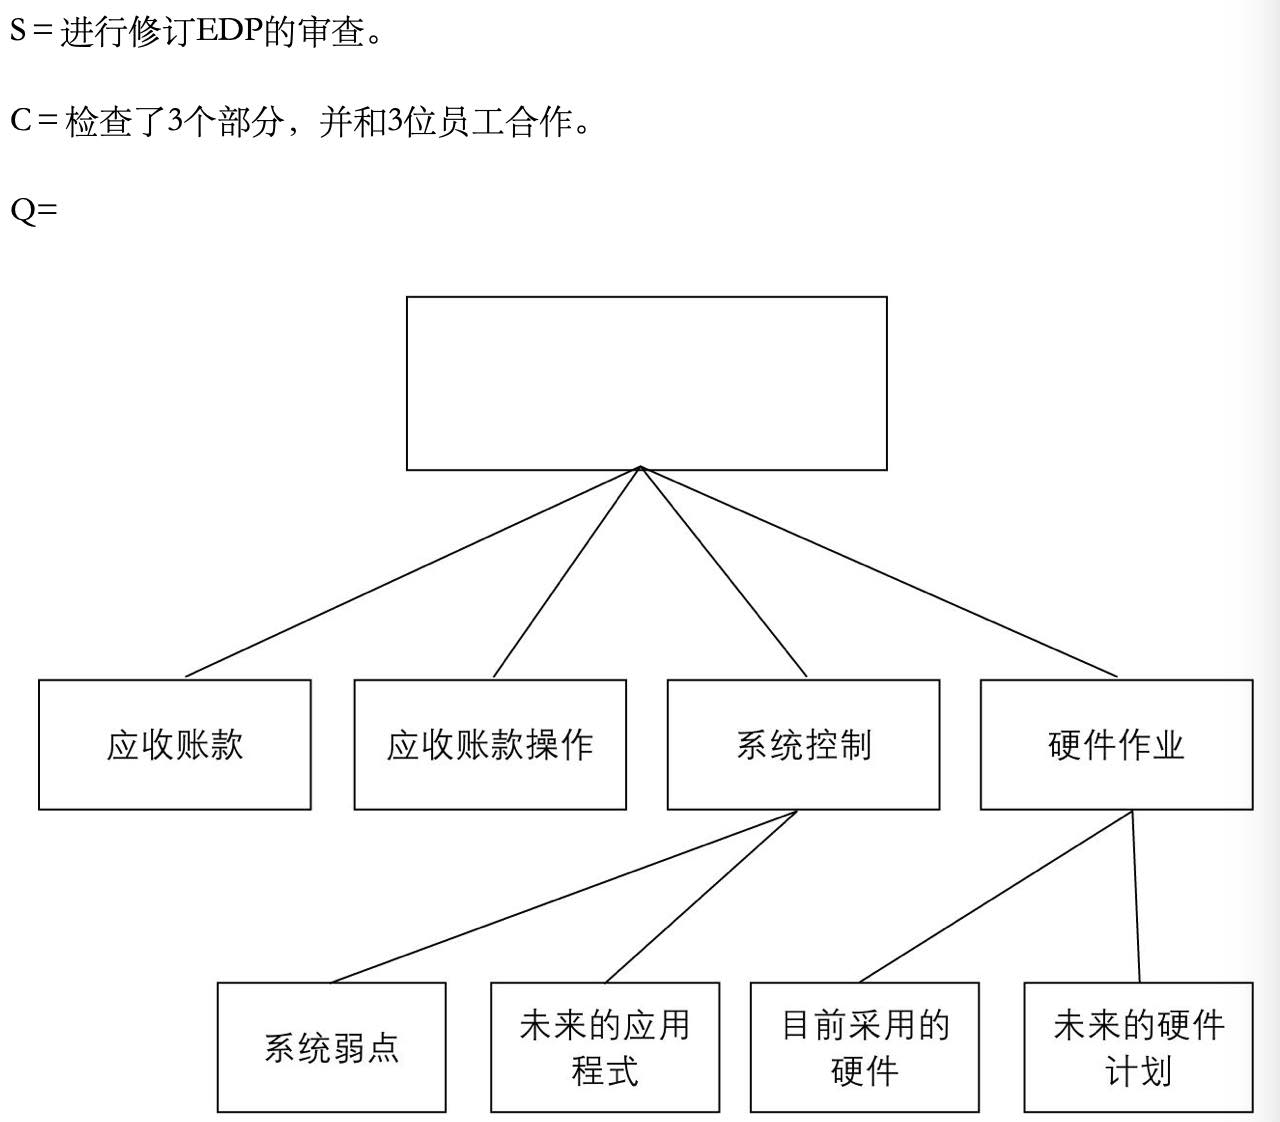 S = 进行修订EDP的审查。
C = 检查了3个部分，并和3位员工合作。
Q=
应收账款
应收账款操作
系统控制
硬件作业
系统弱点
未来的应用
程式
目前采用的
硬件
未来的硬件
计划